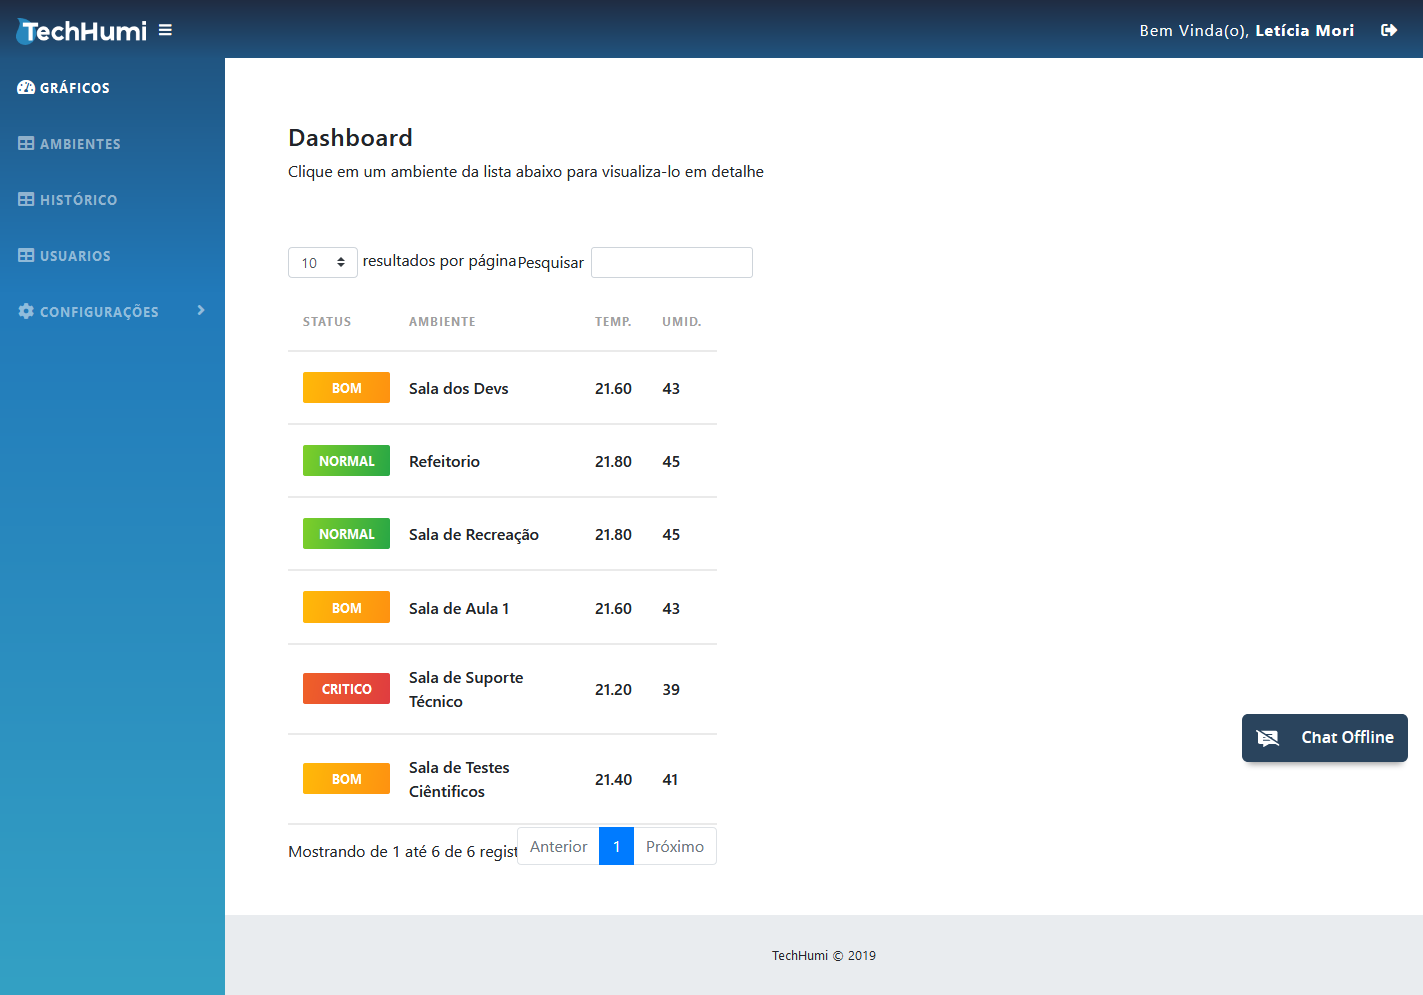 TechHumi
Bem Vinda(o), Letícia Mori
GRÁFICOS
AMBIENTES
HISTÓRICO
USUARIOS
CONFIGURAÇÕES
Dashboard
Clique em um ambiente da lista abaixo para visualiza-lo em detalhe
10 resultados por página Pesquisar
STATUS AMBIENTE TEMP. UMID.
BOM Sala dos Devs 21.60 43
NORMAL Refeitorio 21.80 45
NORMAL Sala de Recreação 21.80 45
BOM Sala de Aula 1 21.60 43
CRITICO Sala de Suporte Técnico 21.20 39
BOM Sala de Testes Ciêntificos 21.40 41
Mostrando de 1 até 6 de 6 regist
Anterior 1 Próximo
Chat Offline
TechHumi © 2019